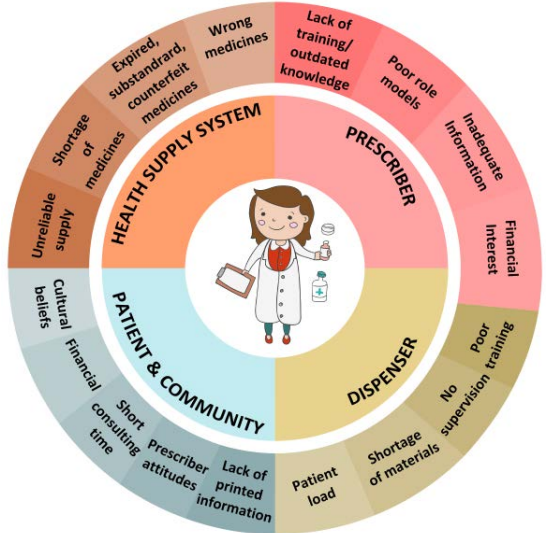 HEALTH SUPPLY SYSTEM
Unreliable
supply
Shortage
of
medicines
Expired,
substandrard,
counterfeit
medicines
Wrong
medicines
PRESCRIBER
Lack of
training/
outdated
knowledge
Poor role
models
Inadequate
Information
Financial
Interest
DISPENSER
Poor
training
No
supervision
Shortage
of materials
Patient
load
PATIENT & COMMUNITY
Lack of
printed
information
Prescriber
attitudes
Short
consulting
time
Financial
Cultural
beliefs